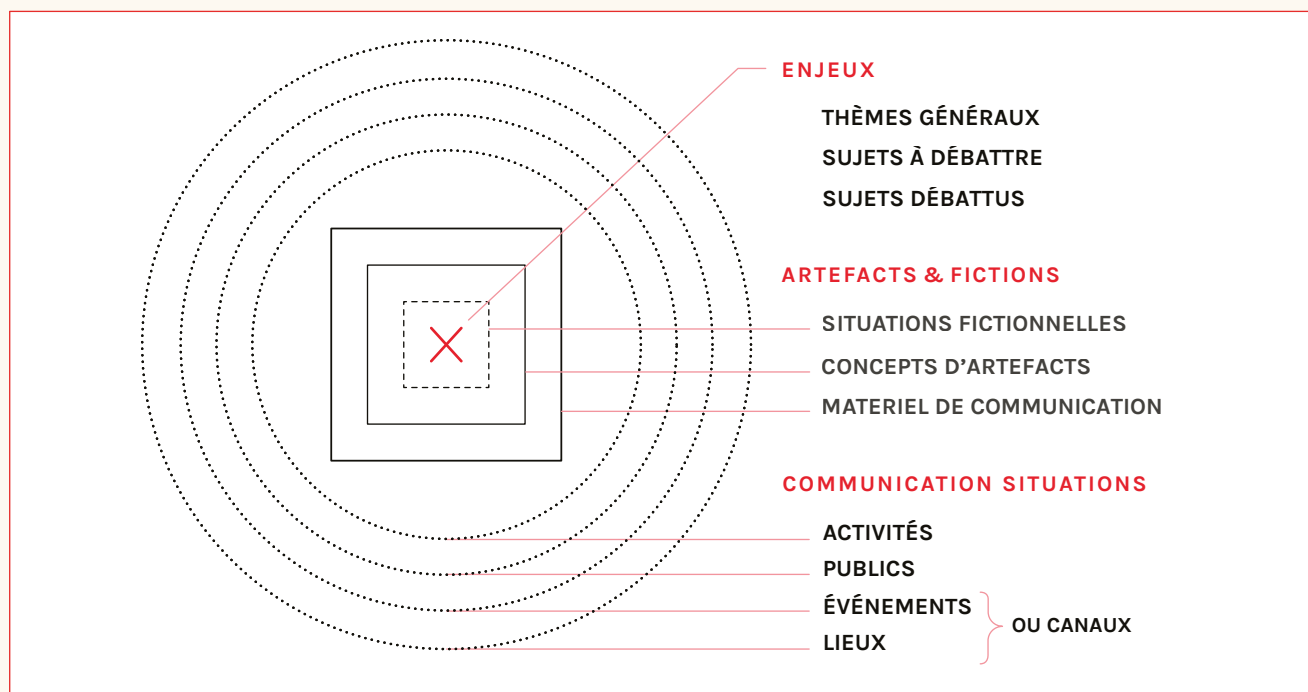 ENJEUX
THÈMES GÉNÉRAUX
SUJETS À DÉBATTRE
SUJETS DÉBATTUS
ARTEFACTS & FICTIONS
SITUATIONS FICTIONNELLES
CONCEPTS D’ARTEFACTS
MATERIEL DE COMMUNICATION
COMMUNICATION SITUATIONS
ACTIVITÉS
PUBLICS
ÉVÉNEMENTS
OU CANAUX
LIEUX